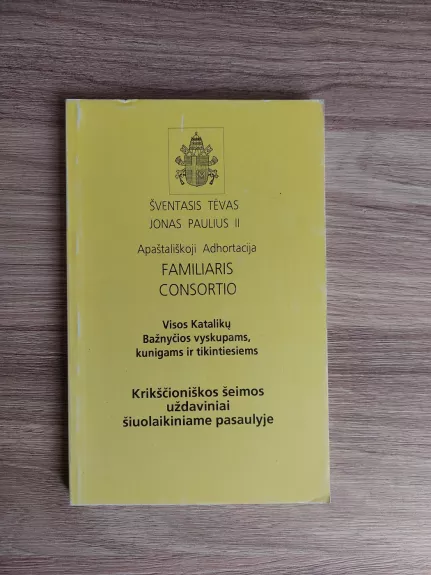 ŠVENTASIS TĖVAS
JONAS PAULIUS II
Apaštališkoji Adhortacija
FAMILIARIS
CONSORTIO
Visos Katalikų
Bažnyčios vyskupams,
kunigams ir tikintiesiems
Krikščioniškos šeimos
uždaviniai
šiuolaikiniame pasaulyje